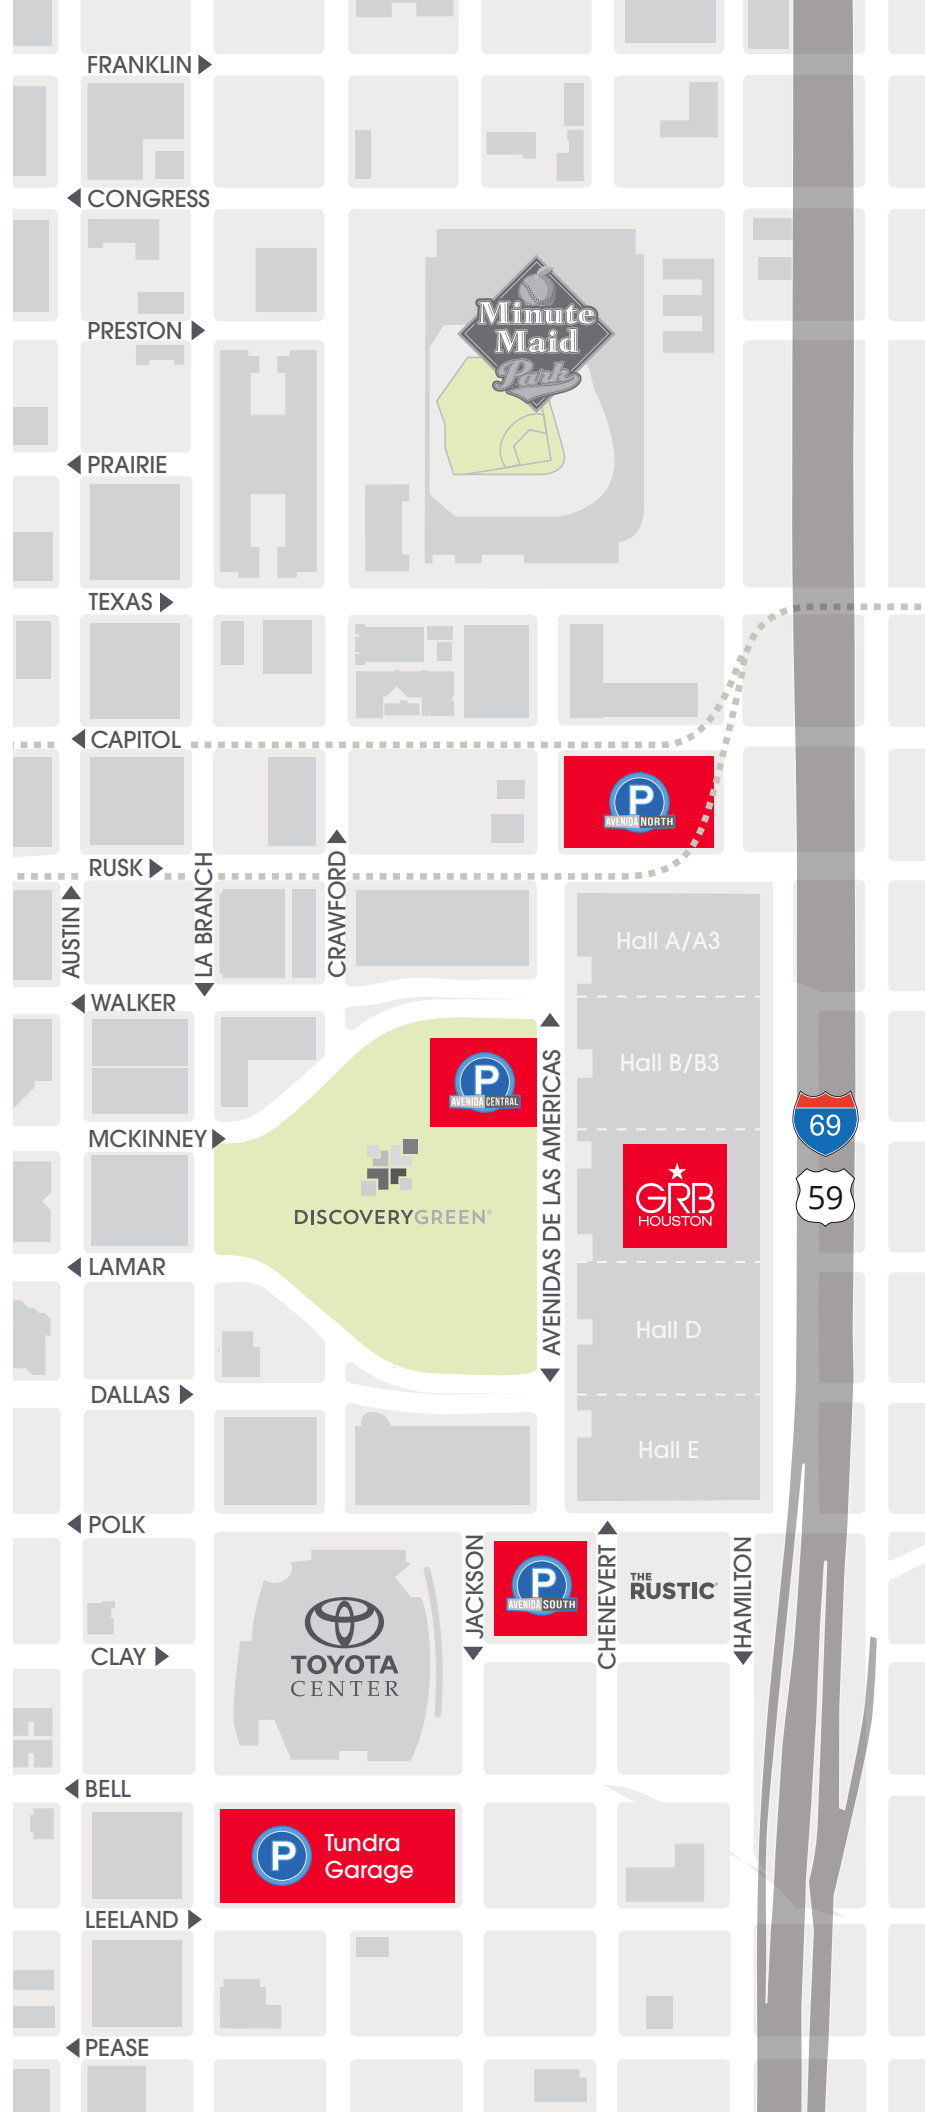 FRANKLIN
CONGRESS
Minute
Maid
Park
PRESTON
PRAIRIE
TEXAS
CAPITOL
P
AVENIDA NORTH
RUSK
AUSTIN
LA BRANCH
CRAWFORD
Hall A/A3
WALKER
AVENIDAS DE LAS AMERICAS
Hall B/B3
P
AVENIDA CENTRAL
69
MCKINNEY
DISCOVERYGREEN®
GRB
HOUSTON
59
LAMAR
Hall D
DALLAS
Hall E
POLK
JACKSON
P
AVENIDA SOUTH
CHENEVERT
THE
RUSTIC
HAMILTON
TOYOTA
CENTER
CLAY
BELL
P
Tundra
Garage
LEELAND
PEASE